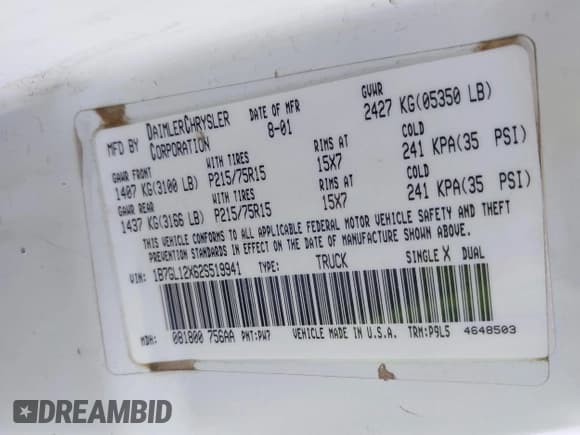 MFD BY DAIMLERCHRYSLER CORPORATION DATE OF MFR 8-01 GVWR 2427 KG(05350 LB)
GAWR FRONT WITH TIRES RIMS AT COLD
1407 KG(3100 LB) P215/75R15 15X7 241 KPA(35 PSI)
GAWR REAR WITH TIRES RIMS AT COLD
1437 KG(3166 LB) P215/75R15 15X7 241 KPA(35 PSI)
THIS VEHICLE CONFORMS TO ALL APPLICABLE FEDERAL MOTOR VEHICLE SAFETY AND THEFT
PREVENTION STANDARDS IN EFFECT ON THE DATE OF MANUFACTURE SHOWN ABOVE.
VIN: 1B7GL12X62S519941 TYPE: TRUCK SINGLE X DUAL
MDH: 081800 756AA PNT:PW7 VEHICLE MADE IN U.S.A. TRM:P9L5 4648503
DREAMBID